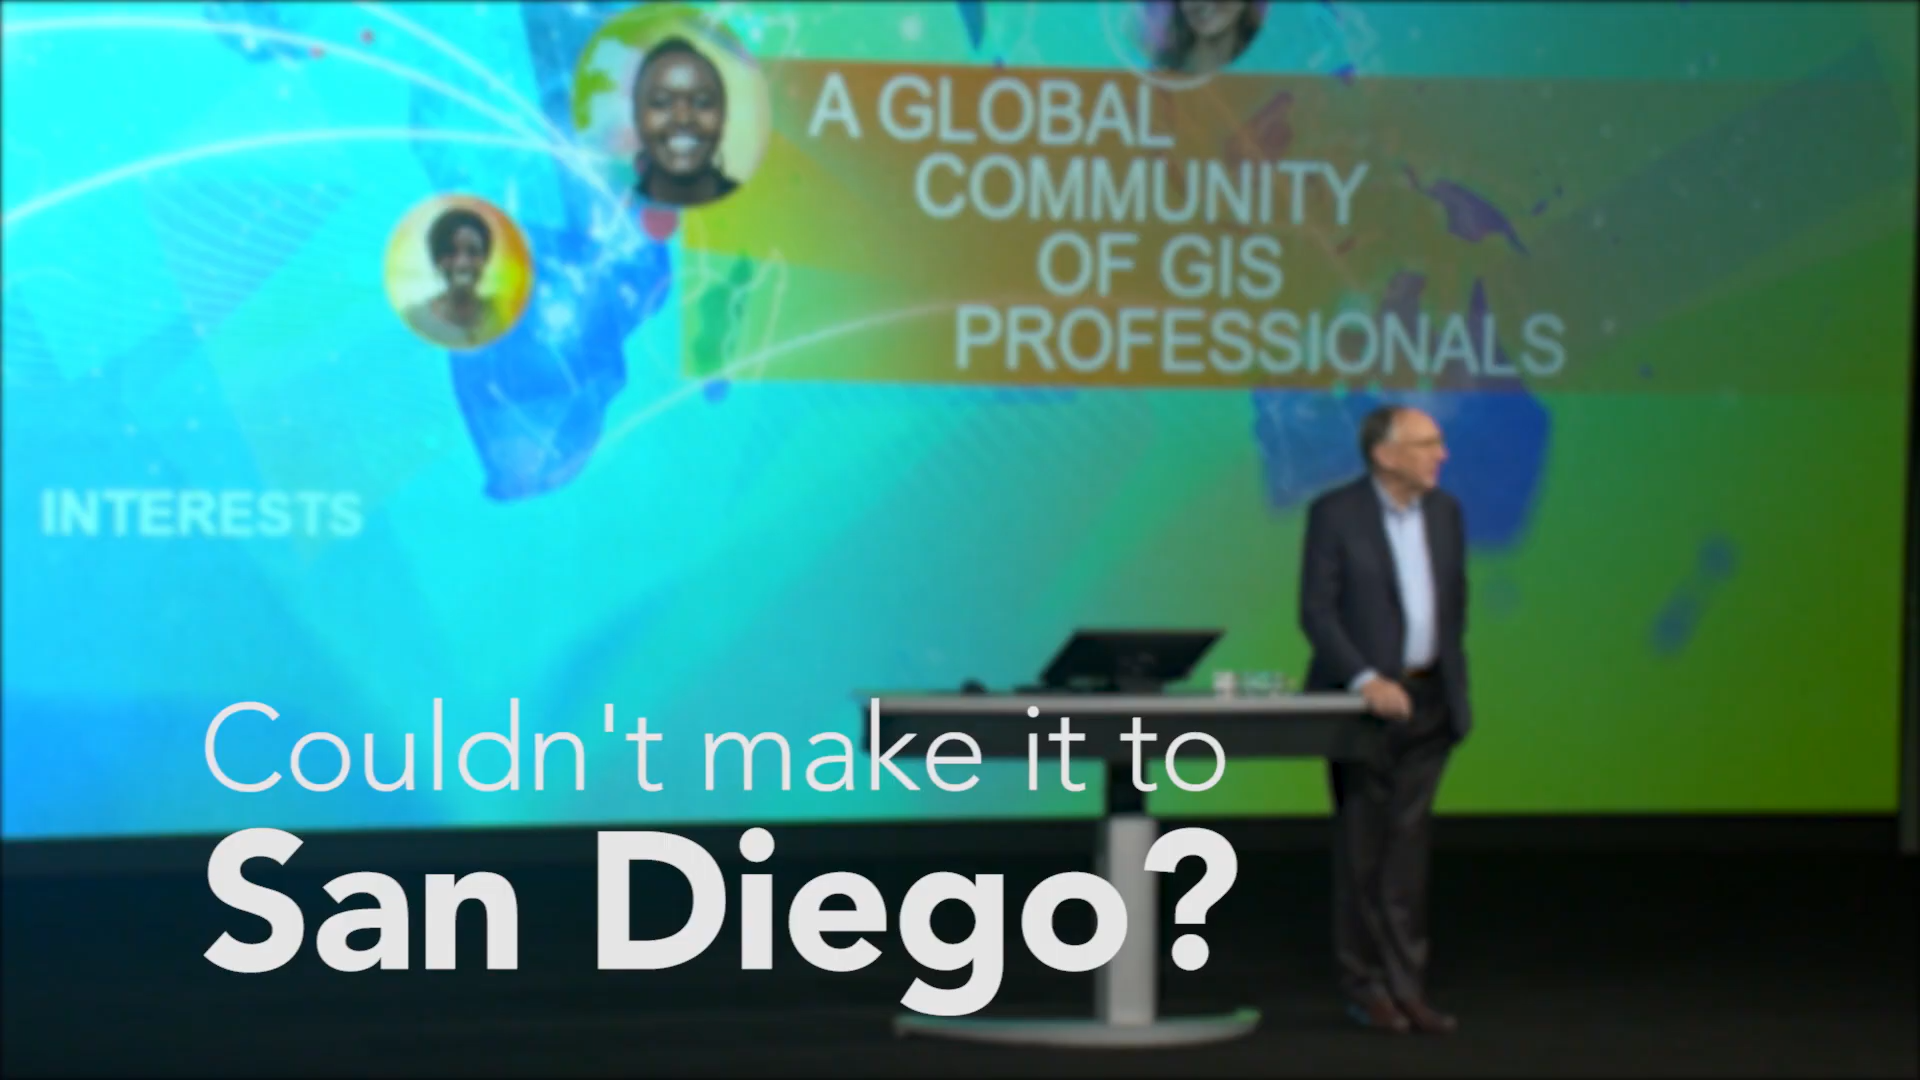 A GLOBAL
COMMUNITY
OF GIS
PROFESSIONALS
INTERESTS
Couldn't make it to
San Diego?